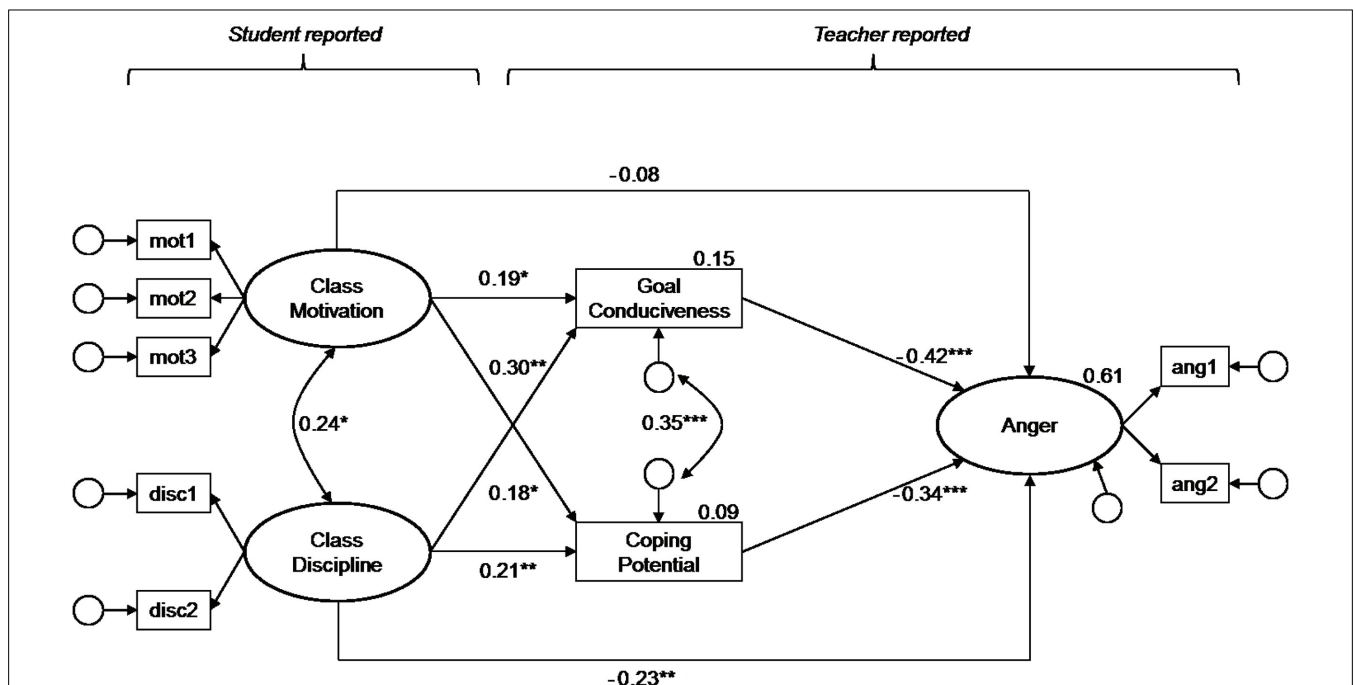 Student reported
Teacher reported
-0.08
mot1
mot2
mot3
Class
Motivation
0.19*
0.15
Goal
Conduciveness
0.30**
-0.42***
0.24*
0.35***
0.61
Anger
ang1
ang2
disc1
disc2
Class
Discipline
0.18*
0.21**
0.09
Coping
Potential
-0.34***
-0.23**